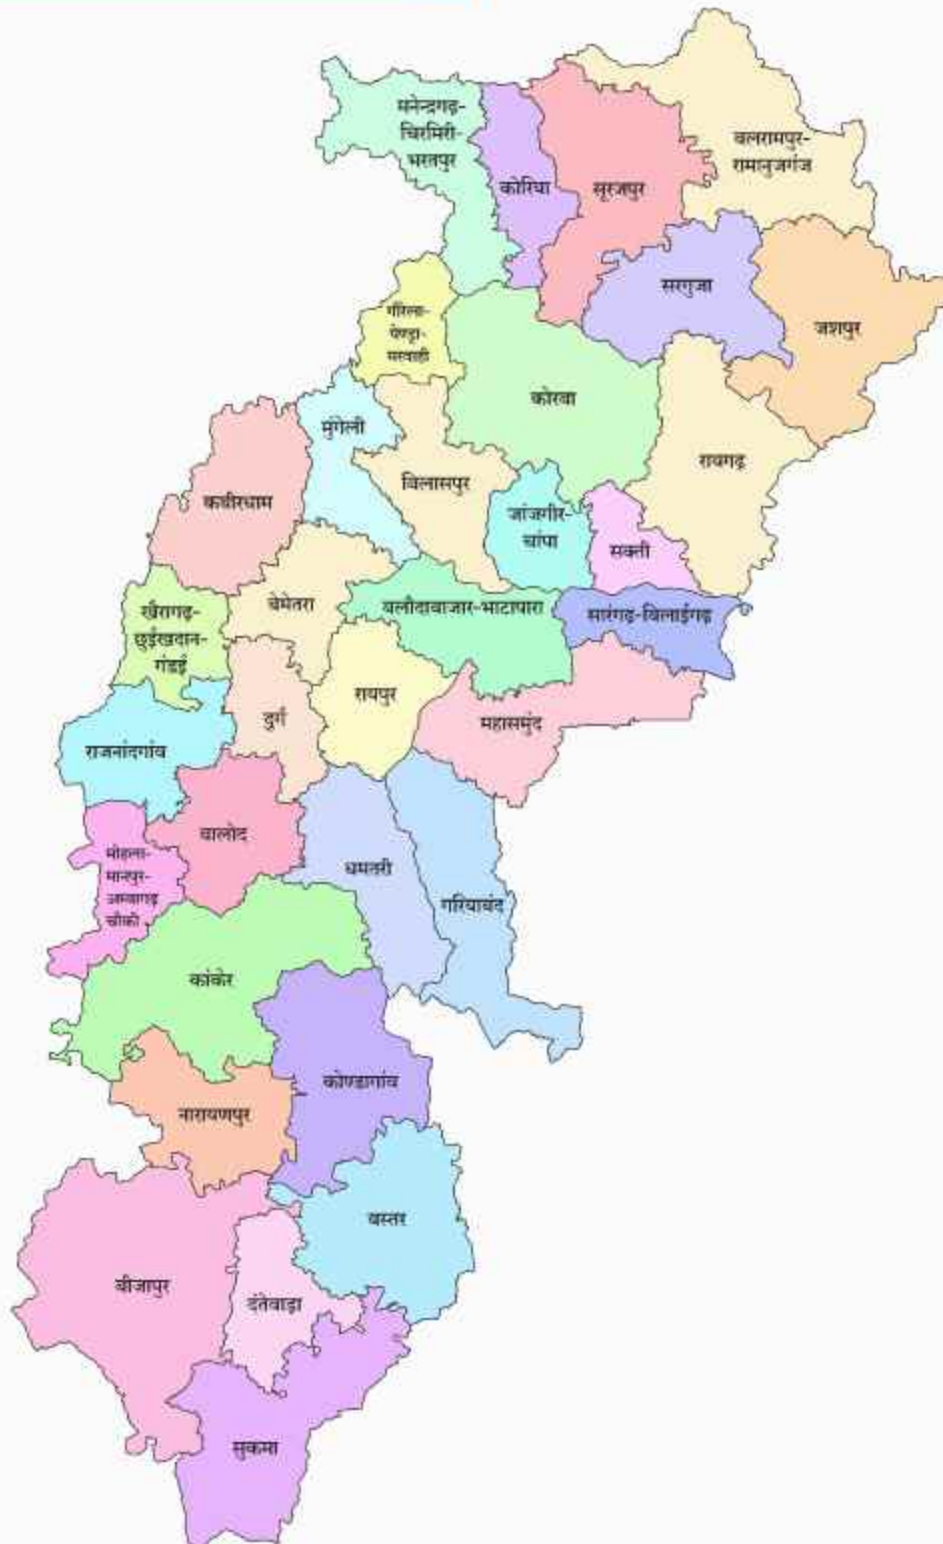 मनेन्द्रगढ़-
चिरमिरी-
भरतपुर
कोरिया
सूरजपुर
बलरामपुर-
रामानुजगंज
सरगुजा
जशपुर
गौरेला-
पेण्ड्रा-
मरवाही
कोरबा
मुंगेली
रायगढ़
कबीरधाम
बिलासपुर
जांजगीर-
चांपा
सक्ती
खैरागढ़-
छुईखदान-
गंडई
बेमेतरा
बलौदाबाजार-भाटापारा
सारंगढ़-बिलाईगढ़
दुर्ग
रायपुर
महासमुंद
राजनांदगांव
बालोद
मोहला-
मानपुर-
अम्बागढ़
चौकी
धमतरी
गरियाबंद
कांकेर
कोण्डागांव
नारायणपुर
बस्तर
बीजापुर
दंतेवाड़ा
सुकमा